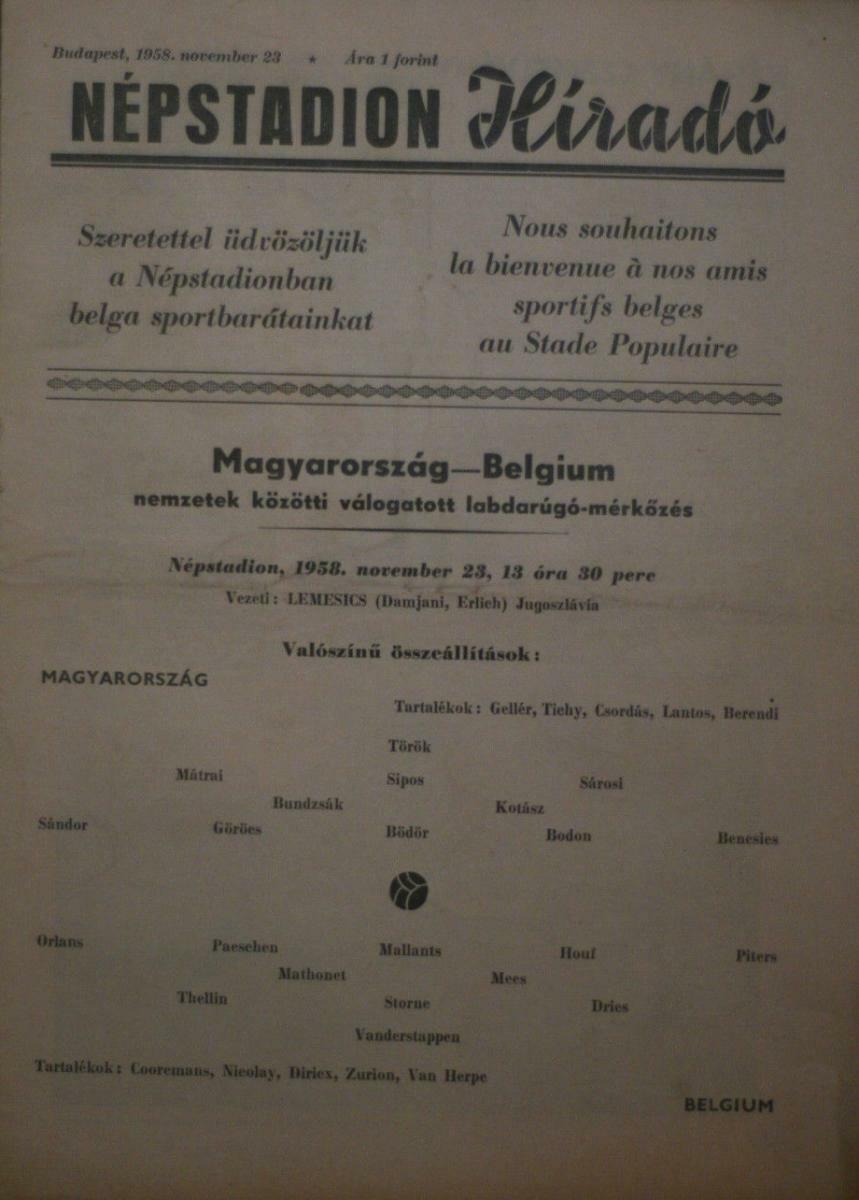 Budapest, 1958. november 23 ★ Ára 1 forint
NÉPSTADION Híradó
Szeretettel üdvözöljük
a Népstadionban
belga sportbarátainkat
Nous souhaitons
la bienvenue à nos amis
sportifs belges
au Stade Populaire
Magyarország—Belgium
nemzetek közötti válogatott labdarúgó-mérkőzés
Népstadion, 1958. november 23, 13 óra 30 perc
Vezeti: LEMESICS (Damjani, Erlich) Jugoszlávia
Valószínű összeállítások:
MAGYARORSZÁG
Tartalékok: Gellér, Tichy, Csordás, Lantos, Berendi
Török
Mátrai Sipos Sárosi
Bundzsák Kotász
Sándor Göröcs Bödör Bodon Bencsics
Orlans Paeschen Mallants Houf Piters
Mathonet Mees
Thellin Storne Dries
Vanderstappen
Tartalékok: Cooremans, Nicolay, Diricx, Zurion, Van Herpe
BELGIUM